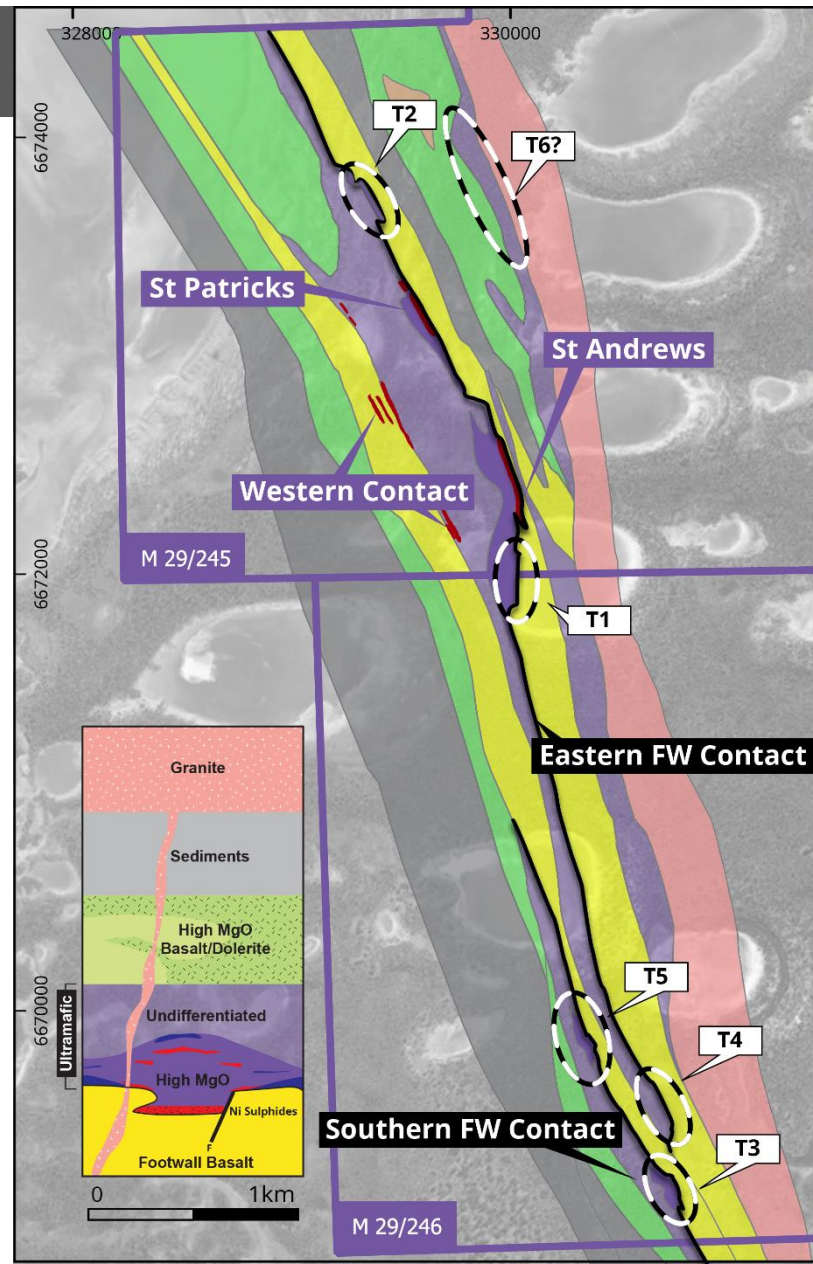 328000
330000
6674000
T2
T6?
St Patricks
St Andrews
Western Contact
M 29/245
6672000
T1
Eastern FW Contact
Granite
Sediments
High MgO
Basalt/Dolerite
Ultramafic
Undifferentiated
High MgO
Ni Sulphides
F
Footwall Basalt
6670000
T5
T4
Southern FW Contact
T3
0 1km
M 29/246